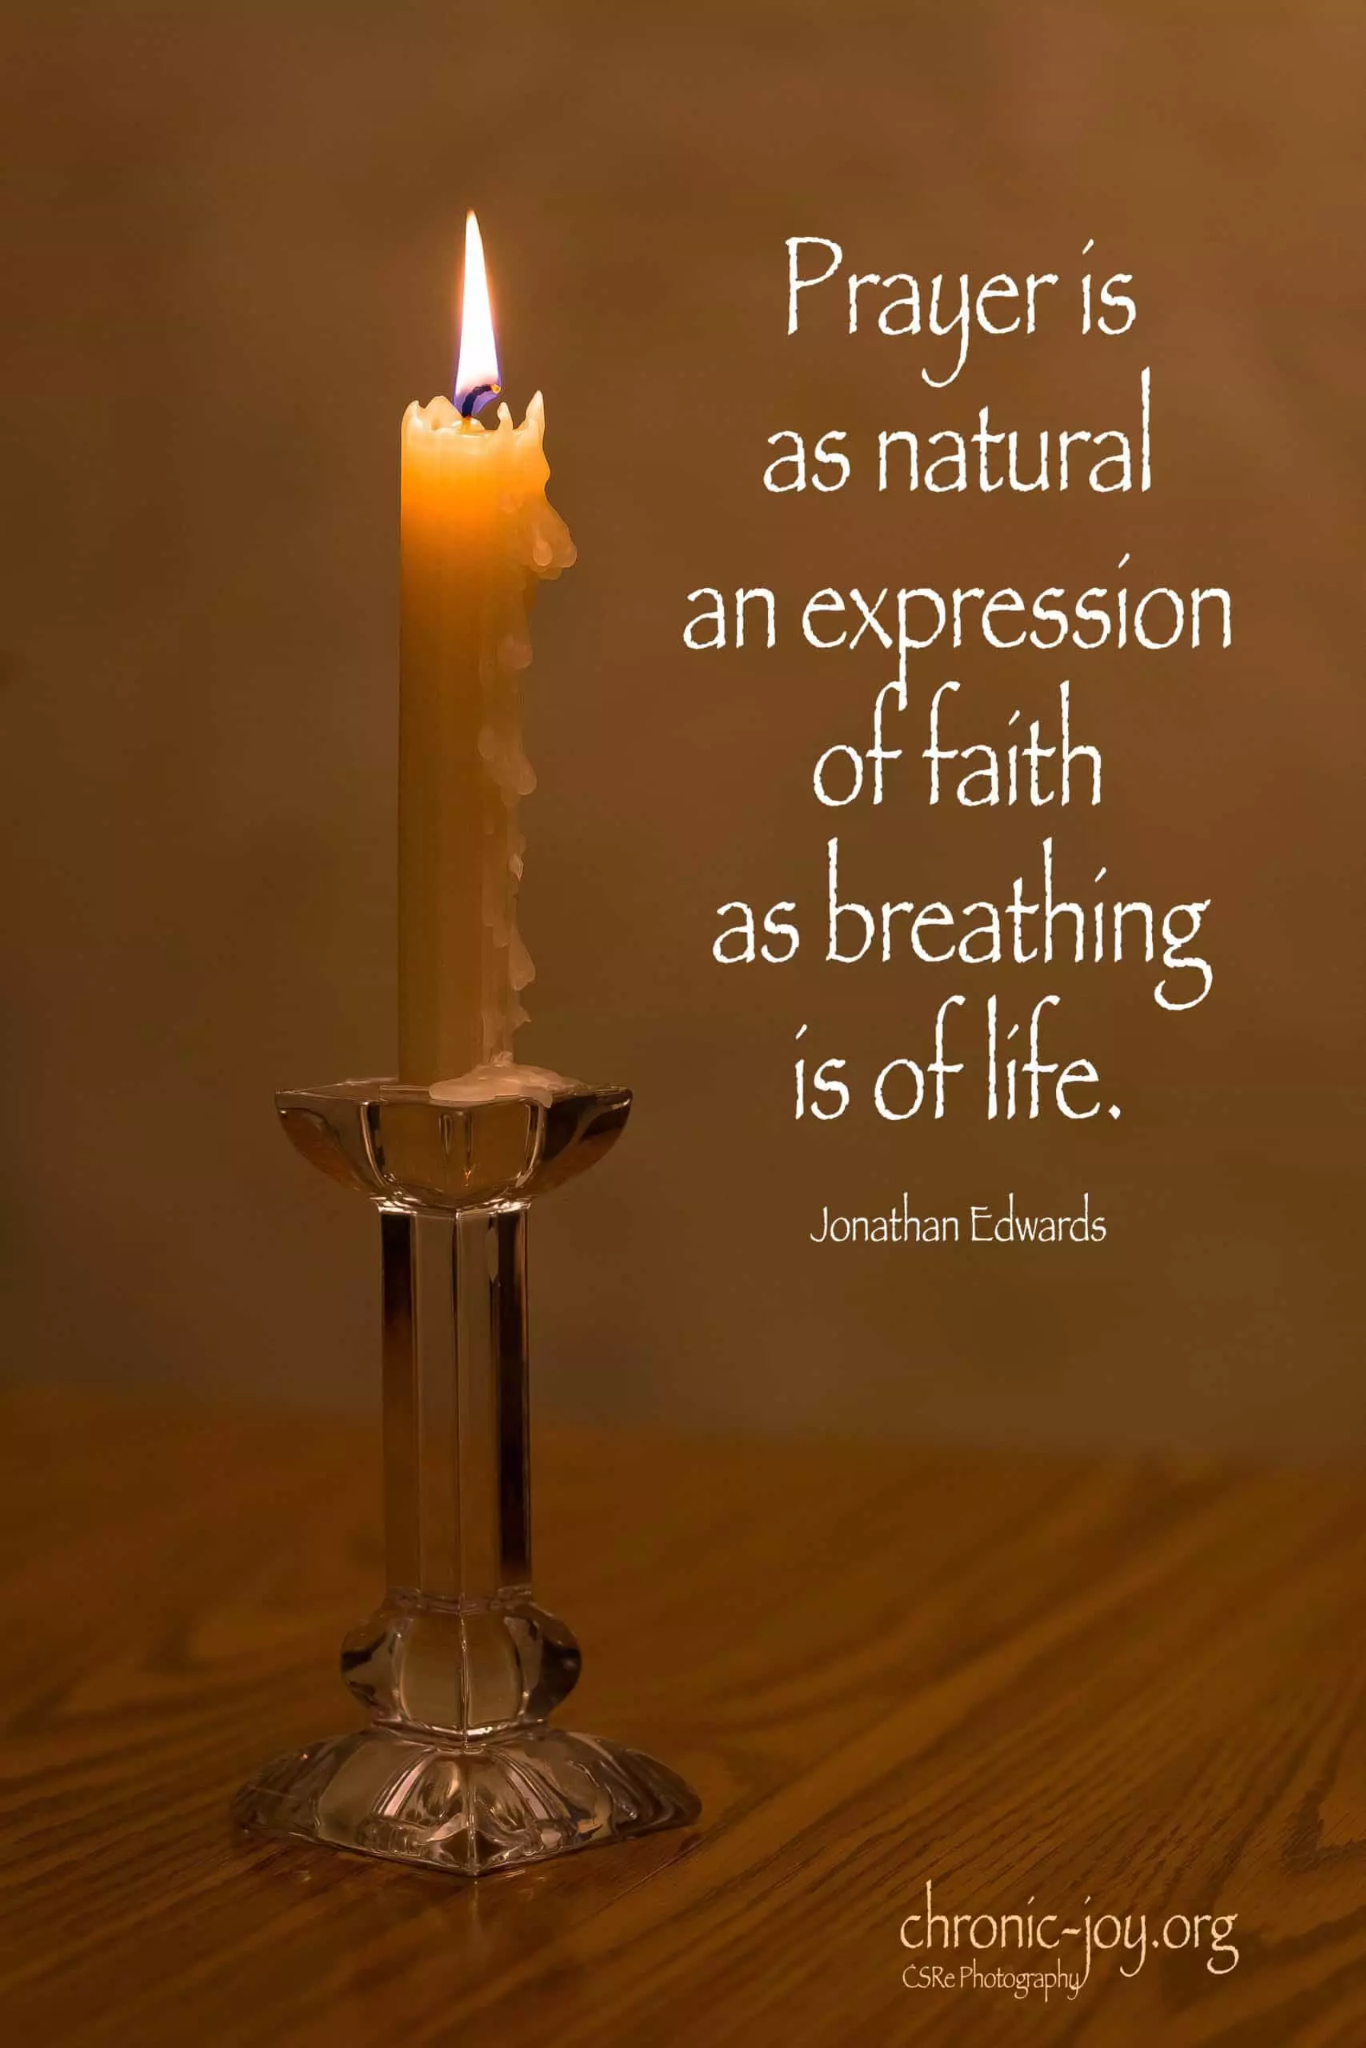 Prayer is
as natural
an expression
of faith
as breathing
is of life.
Jonathan Edwards
chronic-joy.org
CSRe Photography